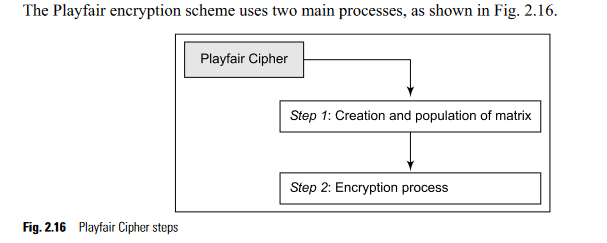 The Playfair encryption scheme uses two main processes, as shown in Fig. 2.16.
Playfair Cipher
Step 1: Creation and population of matrix
Step 2: Encryption process
Fig. 2.16 Playfair Cipher steps